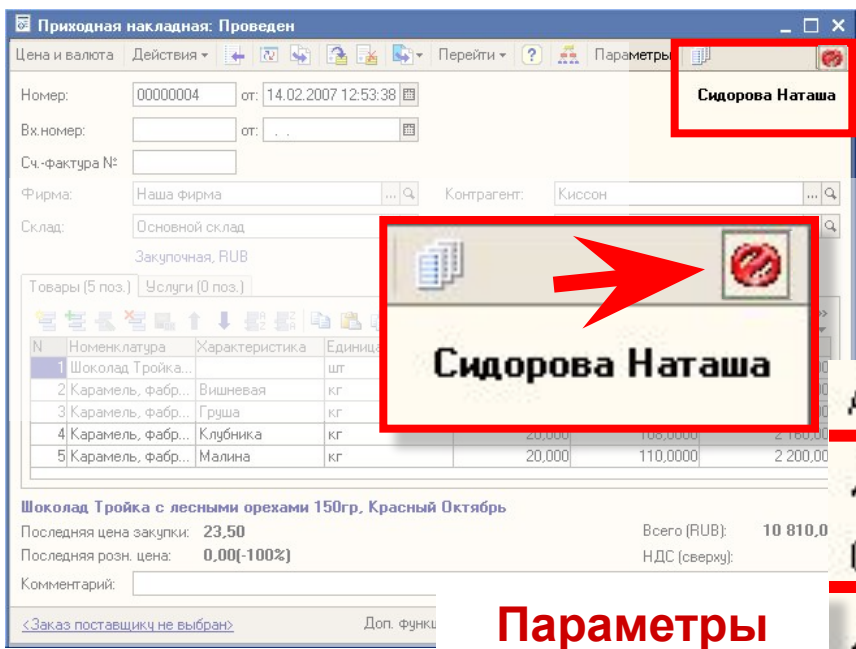 Приходная накладная: Проведен
Цена и валюта Действия Перейти Параметры
Номер: 00000004 от: 14.02.2007 12:53:38
Сидорова Наташа
Вх.номер: от: . .
Сч.-фактура №
Фирма: Наша фирма ... Контрагент: Киссон ...
Склад: Основной склад
Закупочная, RUB
Товары (5 поз.) Услуги (0 поз.)
Сидорова Наташа
N Номенклатура Характеристика Единица
1 Шоколад Тройка... шт
2 Карамель, фабр... Вишневая кг
3 Карамель, фабр... Груша кг
4 Карамель, фабр... Клубника кг 20,000 108,0000 2 160,00
5 Карамель, фабр... Малина кг 20,000 110,0000 2 200,00
Шоколад Тройка с лесными орехами 150гр, Красный Октябрь
Последняя цена закупки: 23,50 Всего (RUB): 10 810,0
Последняя розн. цена: 0,00(-100%) НДС (сверху):
Комментарий:
<Заказ поставщику не выбран> Доп. функц
Параметры